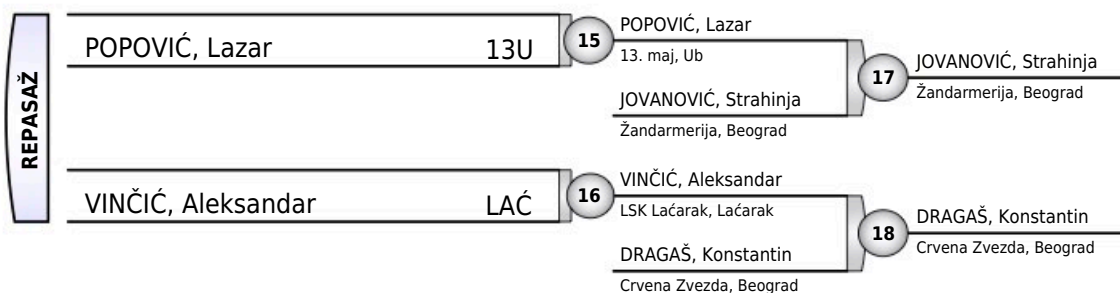 REPASAŽ
POPOVIĆ, Lazar 13U
15
POPOVIĆ, Lazar
13. maj, Ub
JOVANOVIĆ, Strahinja
Žandarmerija, Beograd
17
JOVANOVIĆ, Strahinja
Žandarmerija, Beograd
VINČIĆ, Aleksandar LAĆ
16
VINČIĆ, Aleksandar
LSK Laćarak, Laćarak
DRAGAŠ, Konstantin
Crvena Zvezda, Beograd
18
DRAGAŠ, Konstantin
Crvena Zvezda, Beograd